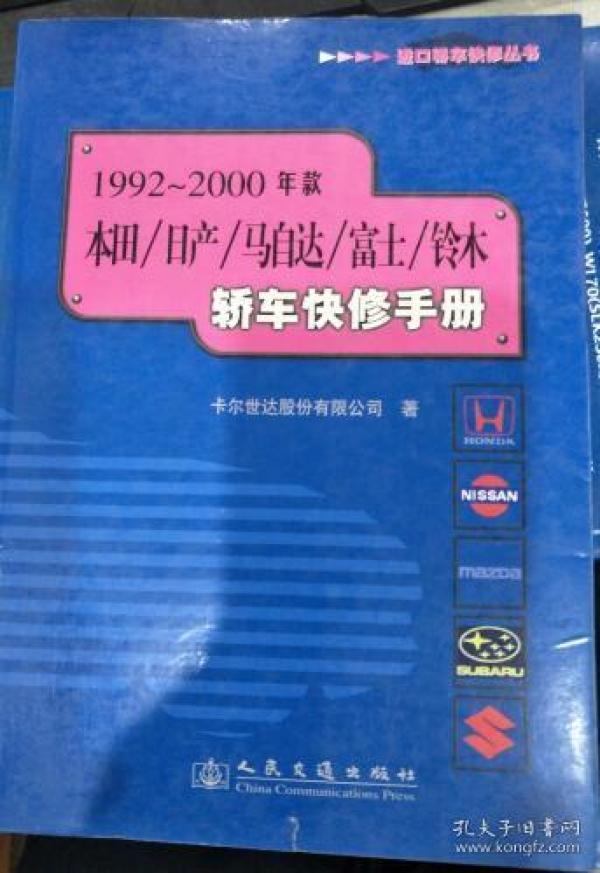 进口轿车快修丛书
1992~2000 年款
本田/日产/马自达/富士/铃木
轿车快修手册
卡尔世达股份有限公司 著
HONDA
NISSAN
mazda
SUBARU
人民交通出版社
China Communications Press
孔夫子旧书网
www.kongfz.com